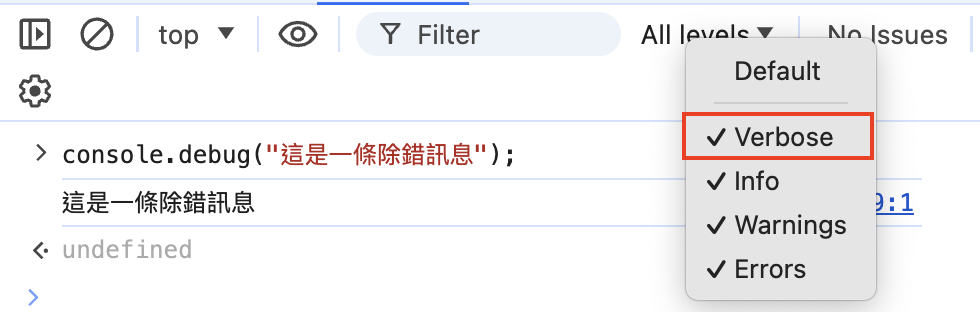 top
Filter
All levels
No Issues
Default
Verbose
Info
Warnings
Errors
console.debug("這是一條除錯訊息");
這是一條除錯訊息
9:1
undefined